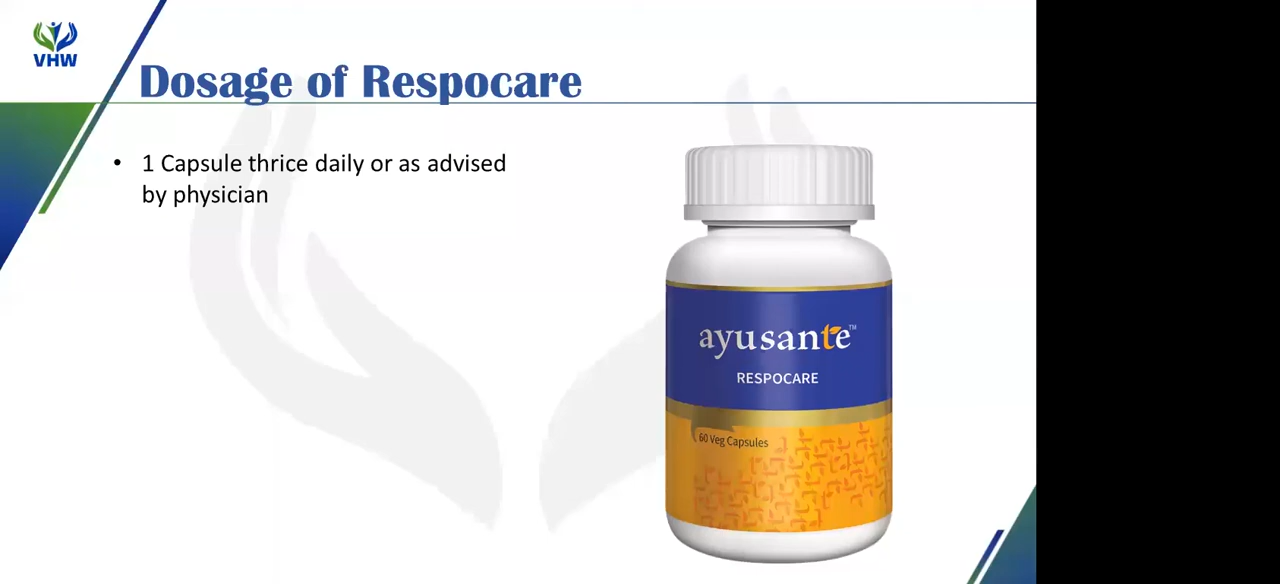 VHW
Dosage of Respocare
• 1 Capsule thrice daily or as advised
by physician
ayusante™
RESPOCARE
60 Veg Capsules